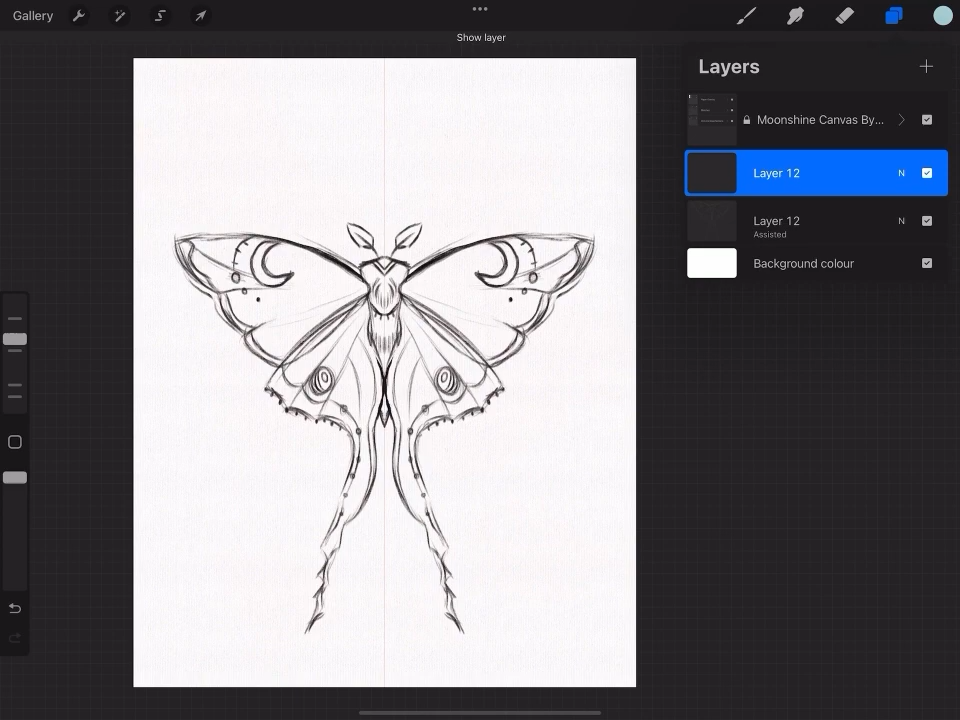 Gallery
Show layer
Layers
Moonshine Canvas By...
Layer 12 N
Layer 12 N
Assisted
Background colour